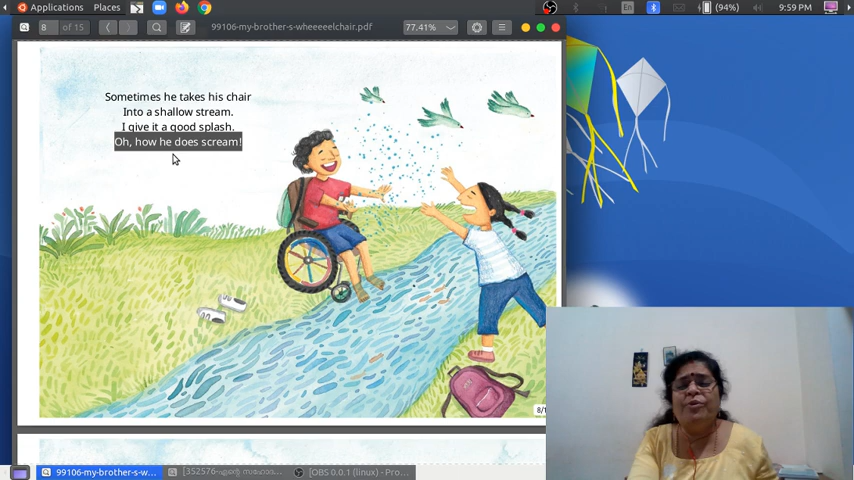 Applications Places En (94%) 9:59 PM
8 of 15 99106-my-brother-s-wheeeeelchair.pdf 77.41%
Sometimes he takes his chair
Into a shallow stream.
I give it a good splash.
Oh, how he does scream!
99106-my-brother-s-w... [OBS 0.0.1 (linux) - Pro...